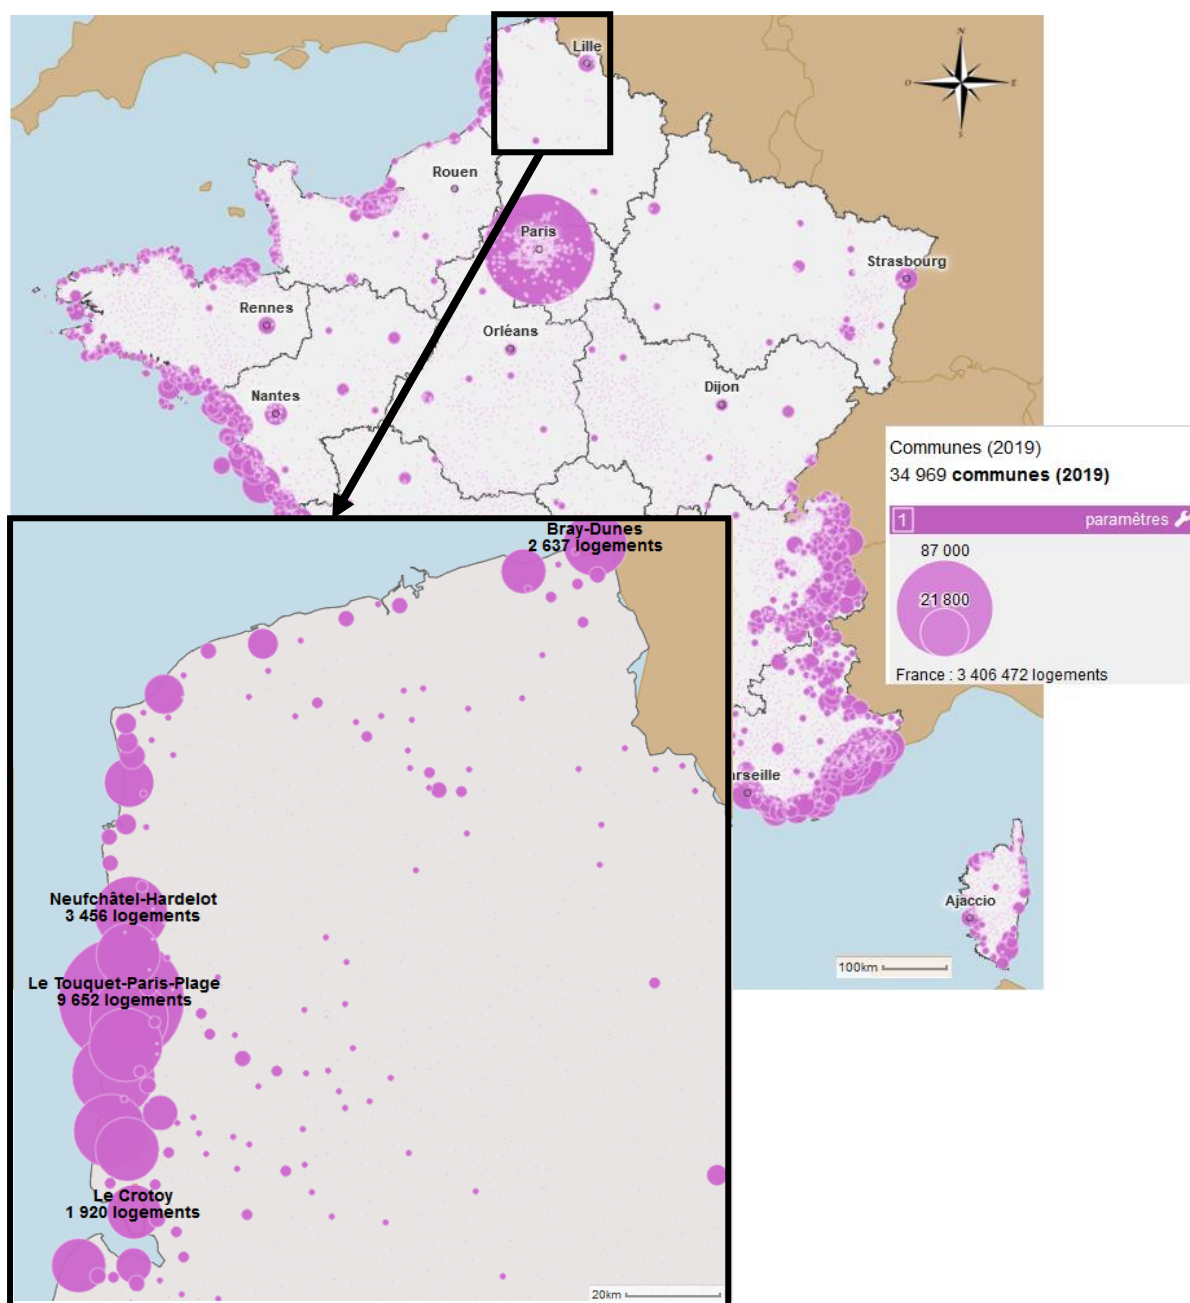 Lille
N
O
E
S
Rouen
Paris
Strasbourg
Rennes
Orléans
Nantes
Dijon
Communes (2019)
34 969 communes (2019)
1 paramètres
87 000
21 800
France : 3 406 472 logements
Bray-Dunes
2 637 logements
arseille
Neufchâtel-Hardelot
3 456 logements
Ajaccio
100km
Le Touquet-Paris-Plage
9 652 logements
Le Crotoy
1 920 logements
20km